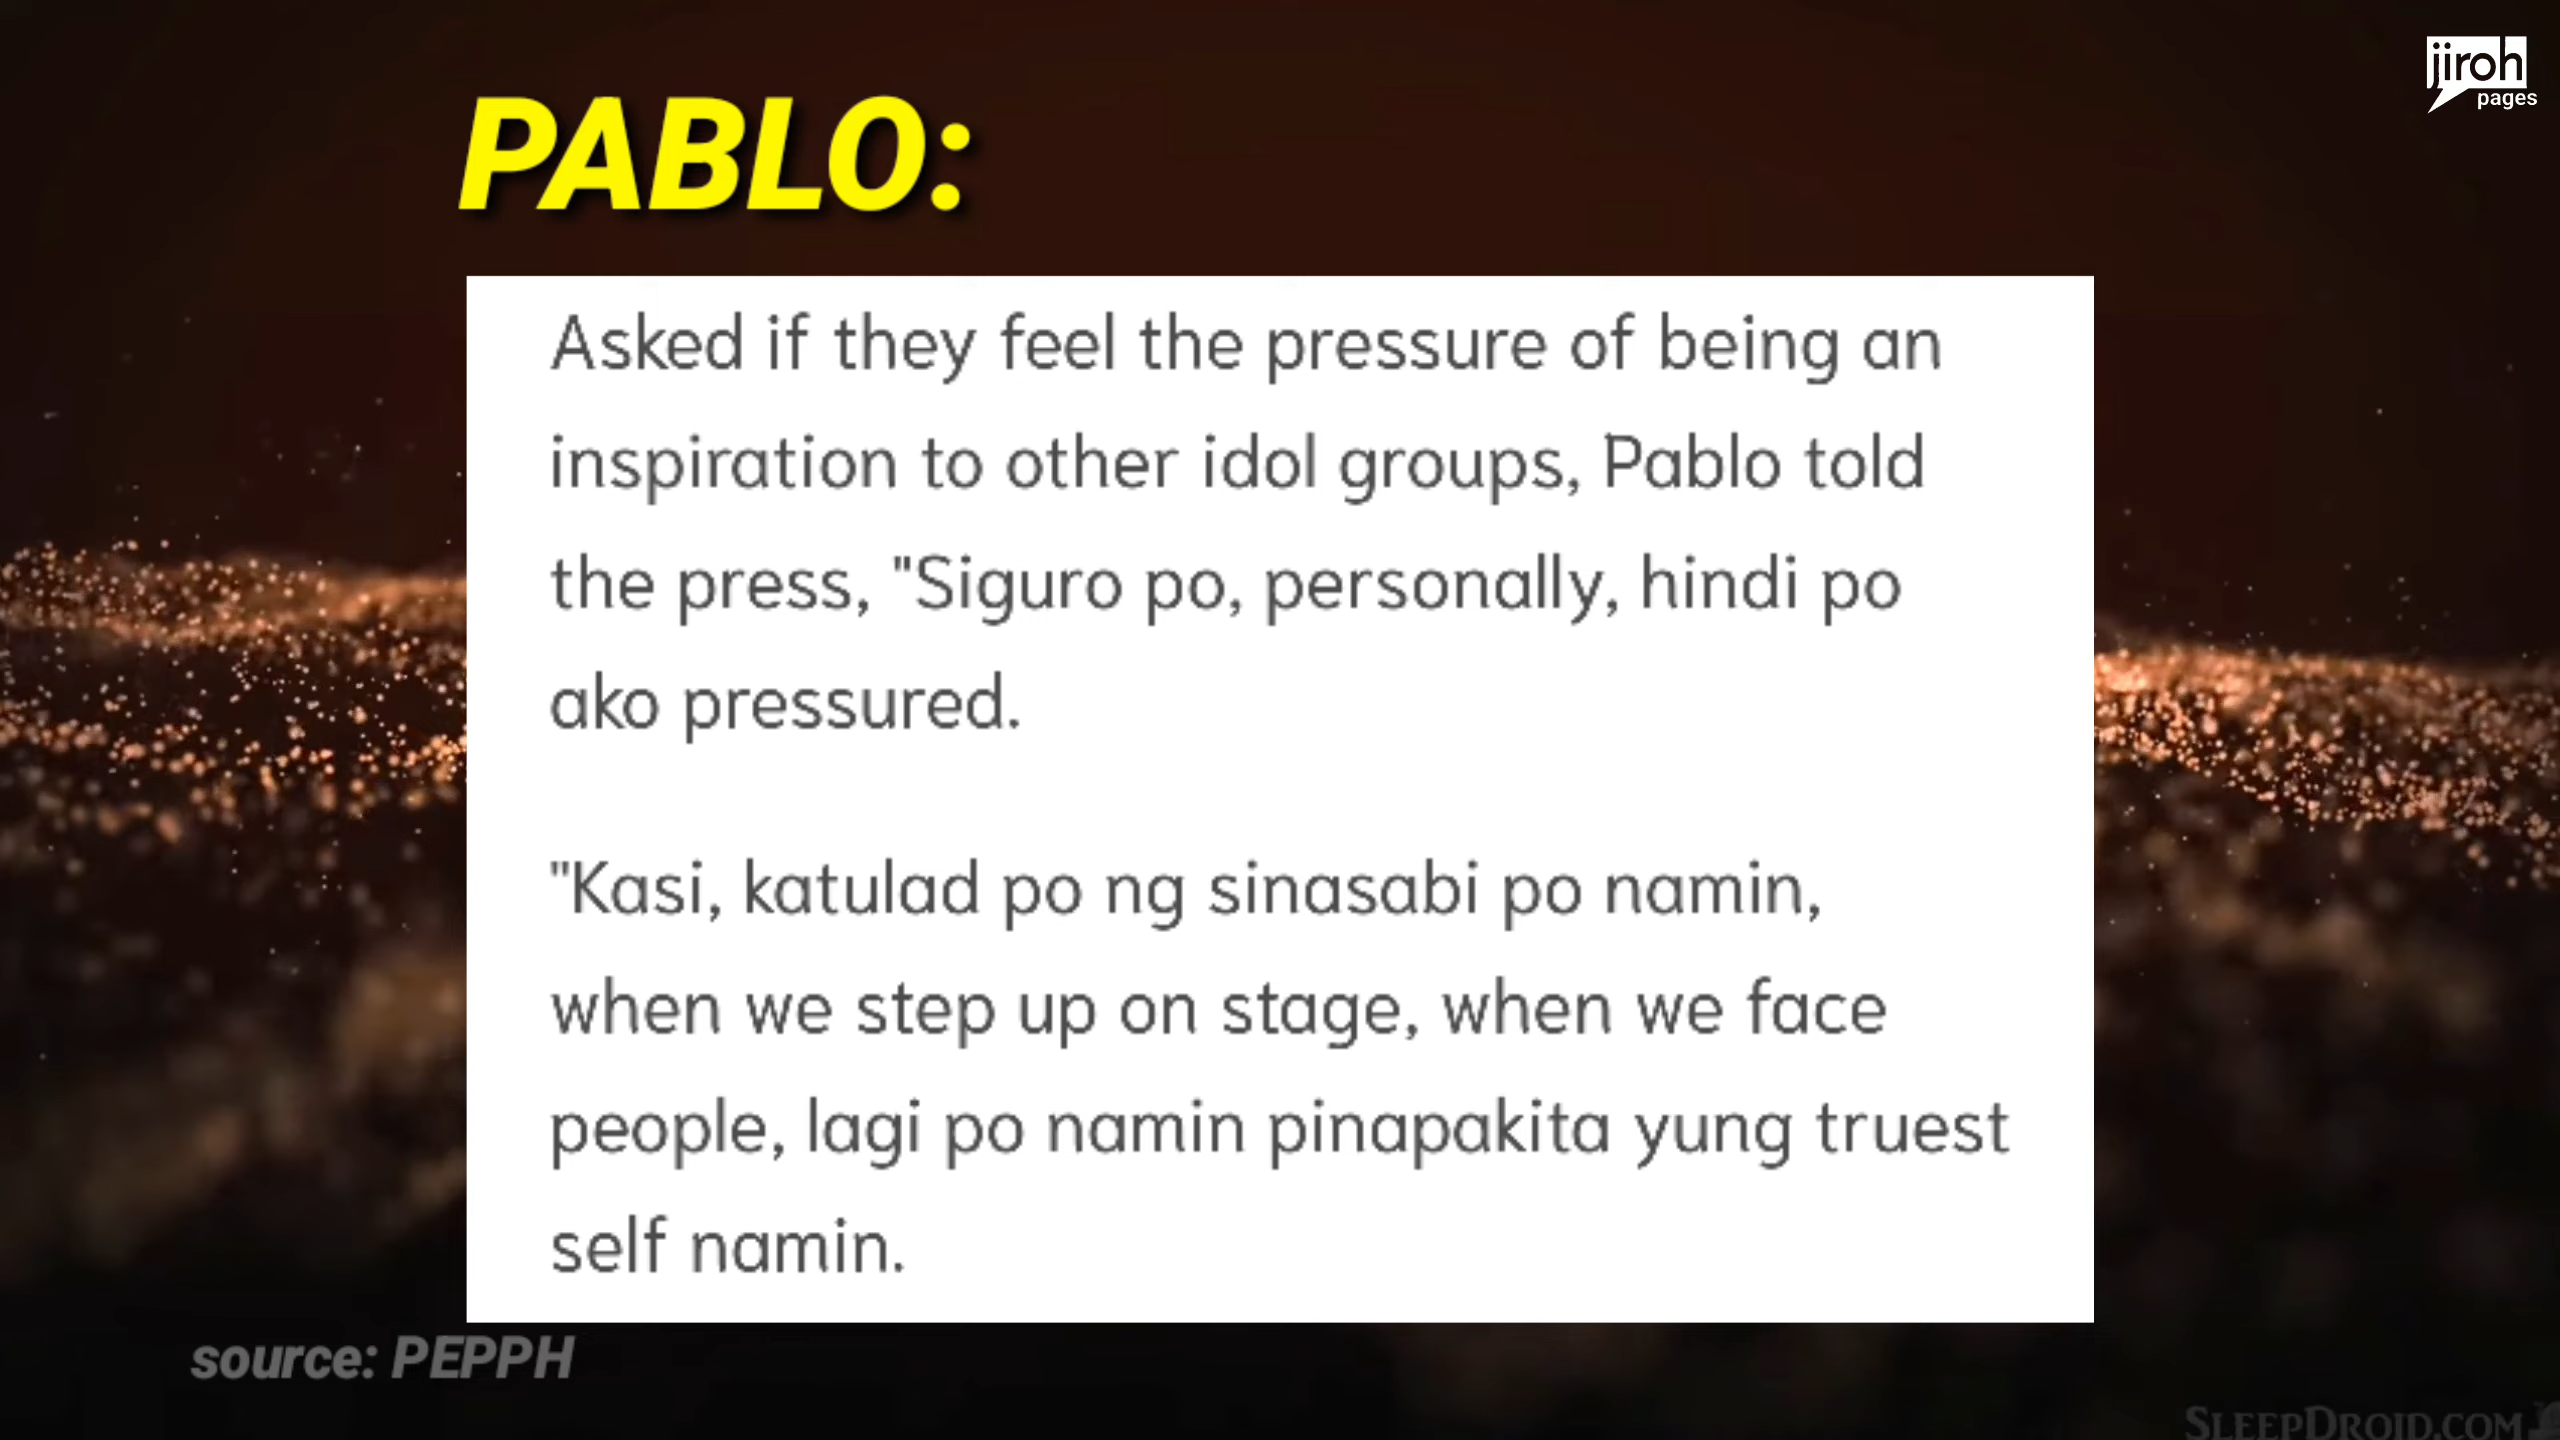 jiroh
pages
PABLO:
Asked if they feel the pressure of being an
inspiration to other idol groups, Pablo told
the press, "Siguro po, personally, hindi po
ako pressured.
"Kasi, katulad po ng sinasabi po namin,
when we step up on stage, when we face
people, lagi po namin pinapakita yung truest
self namin.
source: PEPPH
SLEEPDROID.COM